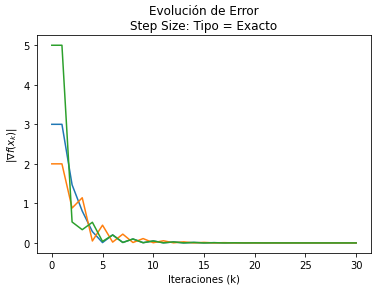 Evolución de Error
Step Size: Tipo = Exacto
|∇f(x_k)|
5
4
3
2
1
0
0 5 10 15 20 25 30
Iteraciones (k)